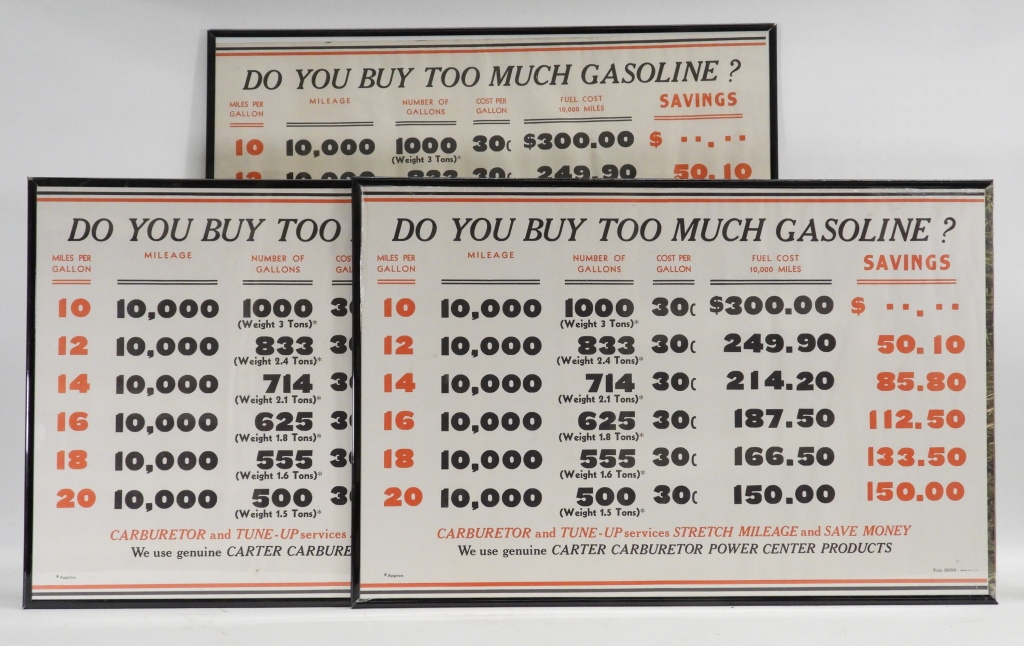 DO YOU BUY TOO MUCH GASOLINE ?
MILES PER GALLON MILEAGE NUMBER OF GALLONS COST PER GALLON FUEL COST 10,000 MILES SAVINGS
10 10,000 1000 30¢ $300.00 $ ..,..
(Weight 3 Tons)*
12 10,000 833 30¢ 249.90 50.10
DO YOU BUY TOO
MILES PER GALLON MILEAGE NUMBER OF GALLONS
10 10,000 1000
(Weight 3 Tons)*
12 10,000 833
(Weight 2.4 Tons)*
14 10,000 714
(Weight 2.1 Tons)*
16 10,000 625
(Weight 1.8 Tons)*
18 10,000 555
(Weight 1.6 Tons)*
20 10,000 500
(Weight 1.5 Tons)*
CARBURETOR and TUNE-UP services
We use genuine CARTER
*Approx.
DO YOU BUY TOO MUCH GASOLINE ?
MILES PER GALLON MILEAGE NUMBER OF GALLONS COST PER GALLON FUEL COST 10,000 MILES SAVINGS
10 10,000 1000 30¢ $300.00 $ ..,..
(Weight 3 Tons)*
12 10,000 833 30¢ 249.90 50.10
(Weight 2.4 Tons)*
14 10,000 714 30¢ 214.20 85.80
(Weight 2.1 Tons)*
16 10,000 625 30¢ 187.50 112.50
(Weight 1.8 Tons)*
18 10,000 555 30¢ 166.50 133.50
(Weight 1.6 Tons)*
20 10,000 500 30¢ 150.00 150.00
(Weight 1.5 Tons)*
CARBURETOR and TUNE-UP services STRETCH MILEAGE and SAVE MONEY
We use genuine CARTER CARBURETOR POWER CENTER PRODUCTS
*Approx.